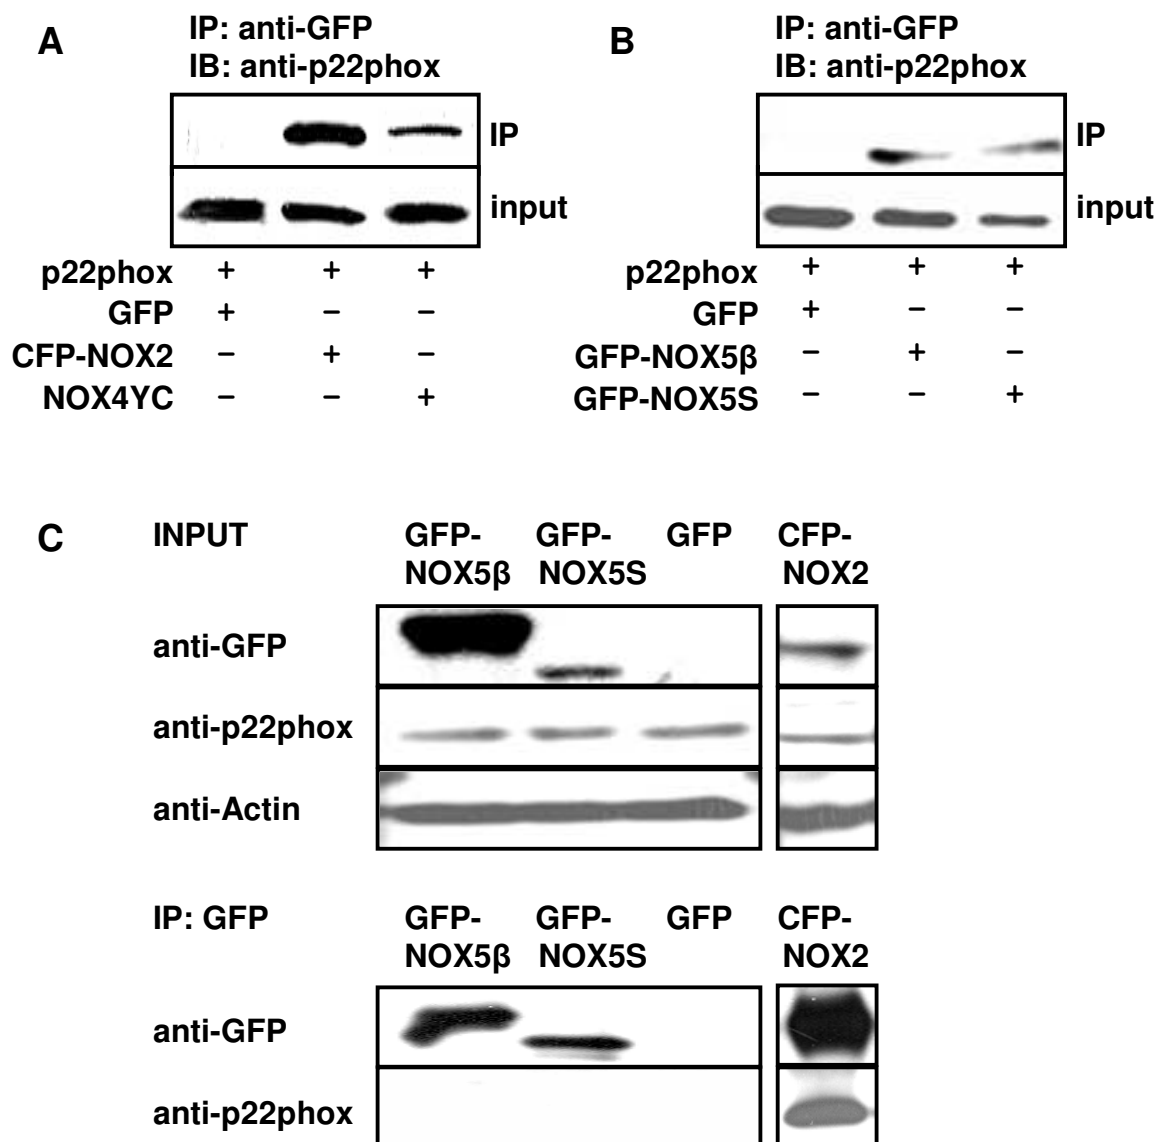 A
IP: anti-GFP
IB: anti-p22phox
IP
input
p22phox + + +
GFP + − −
CFP-NOX2 − + −
NOX4YC − − +
B
IP: anti-GFP
IB: anti-p22phox
IP
input
p22phox + + +
GFP + − −
GFP-NOX5β − + −
GFP-NOX5S − − +
C
INPUT GFP- GFP- GFP CFP-
NOX5β NOX5S NOX2
anti-GFP
anti-p22phox
anti-Actin
IP: GFP GFP- GFP- GFP CFP-
NOX5β NOX5S NOX2
anti-GFP
anti-p22phox